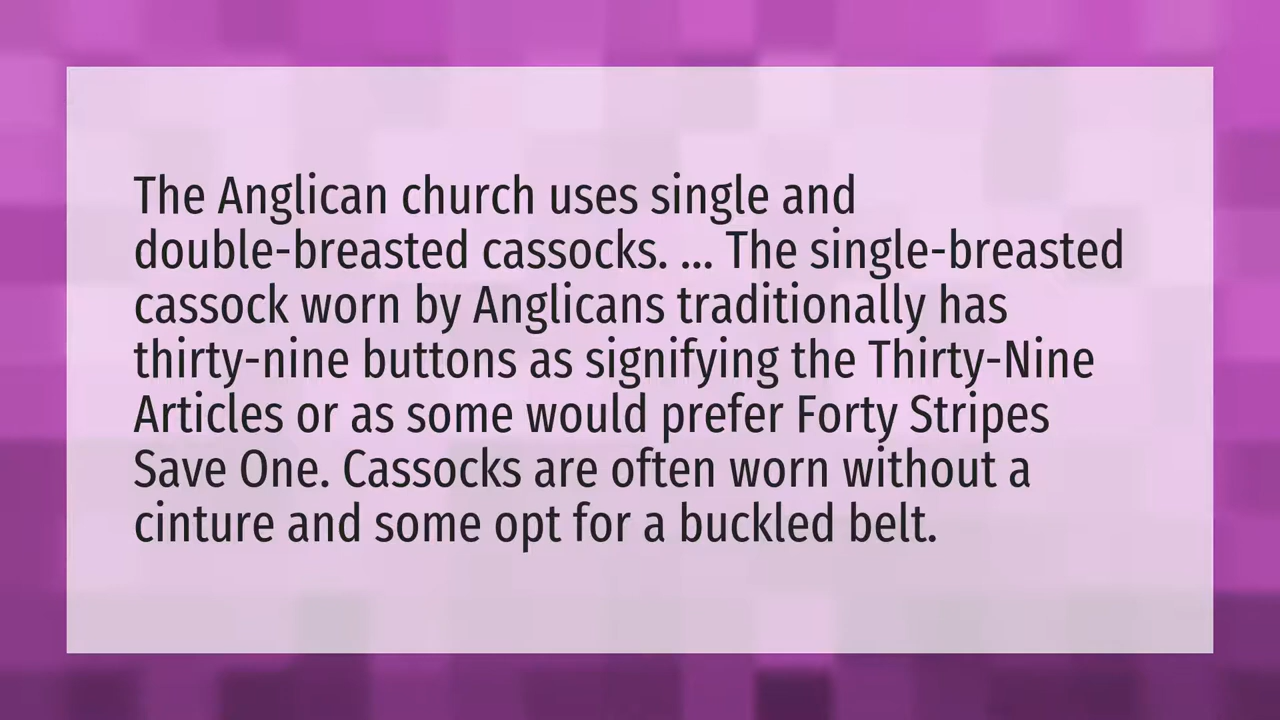 The Anglican church uses single and
double-breasted cassocks. ... The single-breasted
cassock worn by Anglicans traditionally has
thirty-nine buttons as signifying the Thirty-Nine
Articles or as some would prefer Forty Stripes
Save One. Cassocks are often worn without a
cinture and some opt for a buckled belt.